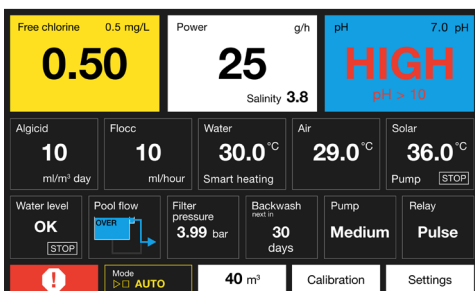 Free chlorine 0.5 mg/L
0.50
Power g/h
25
Salinity 3.8
pH 7.0 pH
HIGH
pH > 10
Algicid
10
ml/m³ day
Flocc
10
ml/hour
Water
30.0°C
Smart heating
Air
29.0°C
Solar
36.0°C
Pump STOP
Water level
OK
STOP
Pool flow
OVER
Filter
pressure
3.99 bar
Backwash
next in
30
days
Pump
Medium
Relay
Pulse
!
Mode
AUTO
40 m³
Calibration
Settings